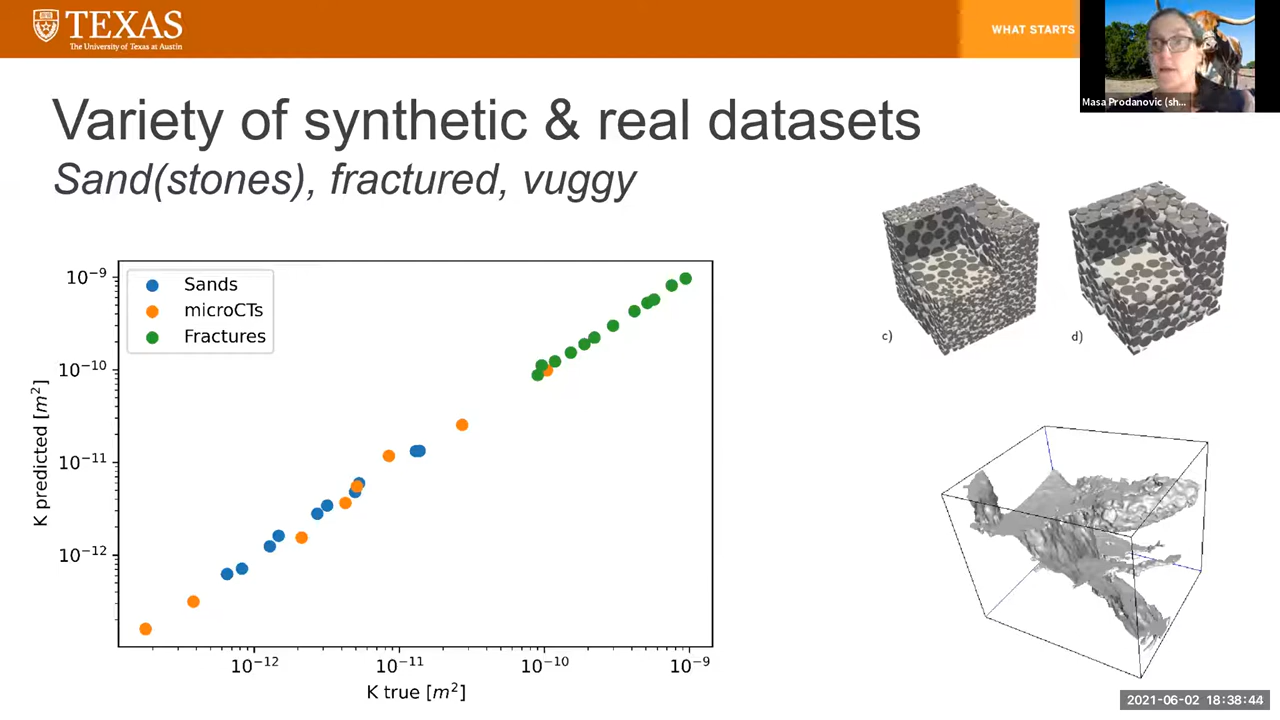 TEXAS
The University of Texas at Austin
WHAT STARTS
Masa Prodanovic (sh...
Variety of synthetic & real datasets
Sand(stones), fractured, vuggy
Sands
microCTs
Fractures
10⁻⁹
10⁻¹⁰
10⁻¹¹
10⁻¹²
K predicted [m²]
10⁻¹² 10⁻¹¹ 10⁻¹⁰ 10⁻⁹
K true [m²]
c) d)
2021-06-02 18:38:44